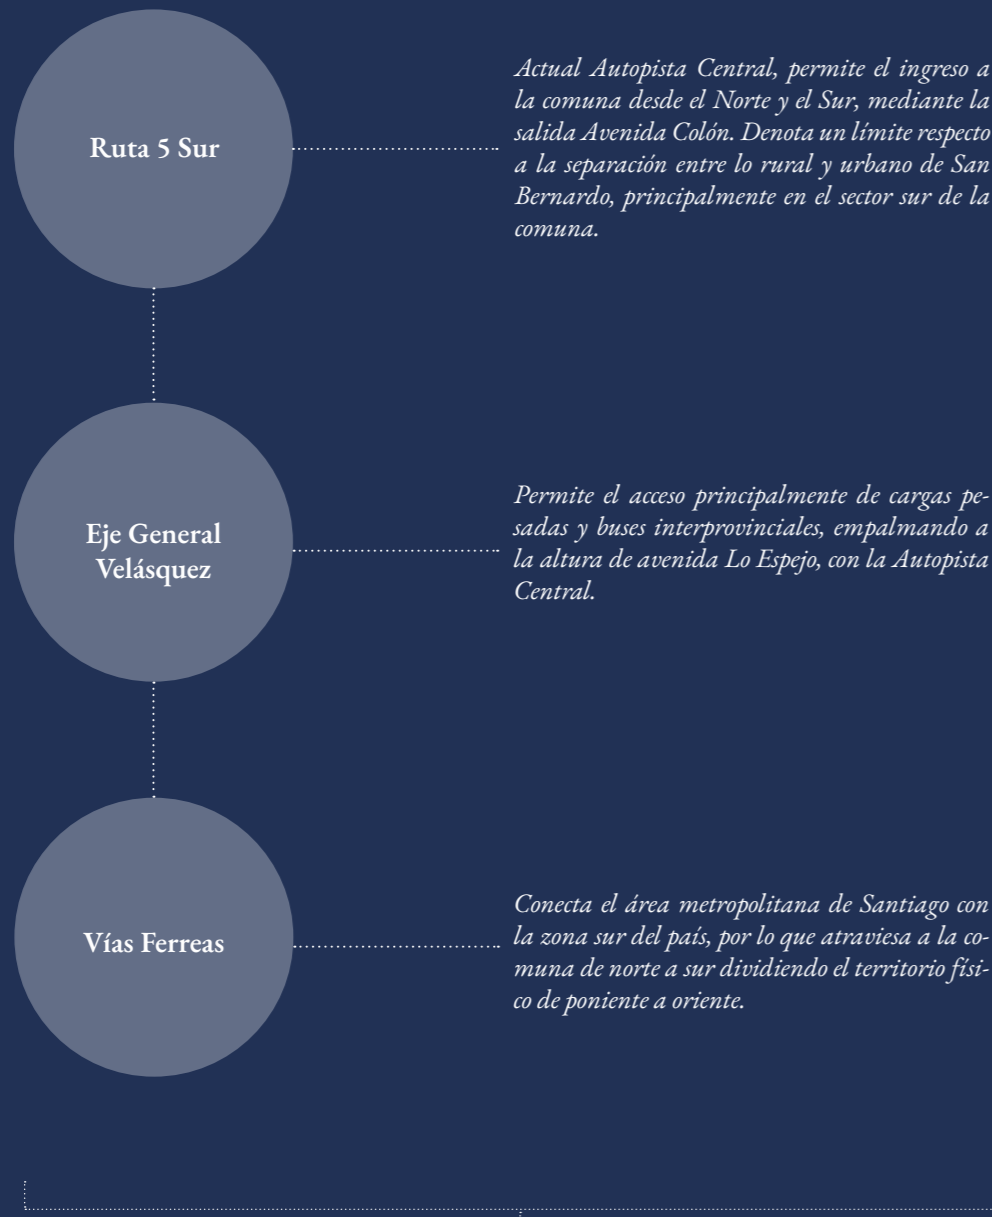 Ruta 5 Sur
Actual Autopista Central, permite el ingreso a
la comuna desde el Norte y el Sur, mediante la
salida Avenida Colón. Denota un límite respecto
a la separación entre lo rural y urbano de San
Bernardo, principalmente en el sector sur de la
comuna.
Eje General
Velásquez
Permite el acceso principalmente de cargas pe-
sadas y buses interprovinciales, empalmando a
la altura de avenida Lo Espejo, con la Autopista
Central.
Vías Ferreas
Conecta el área metropolitana de Santiago con
la zona sur del país, por lo que atraviesa a la co-
muna de norte a sur dividiendo el territorio físi-
co de poniente a oriente.